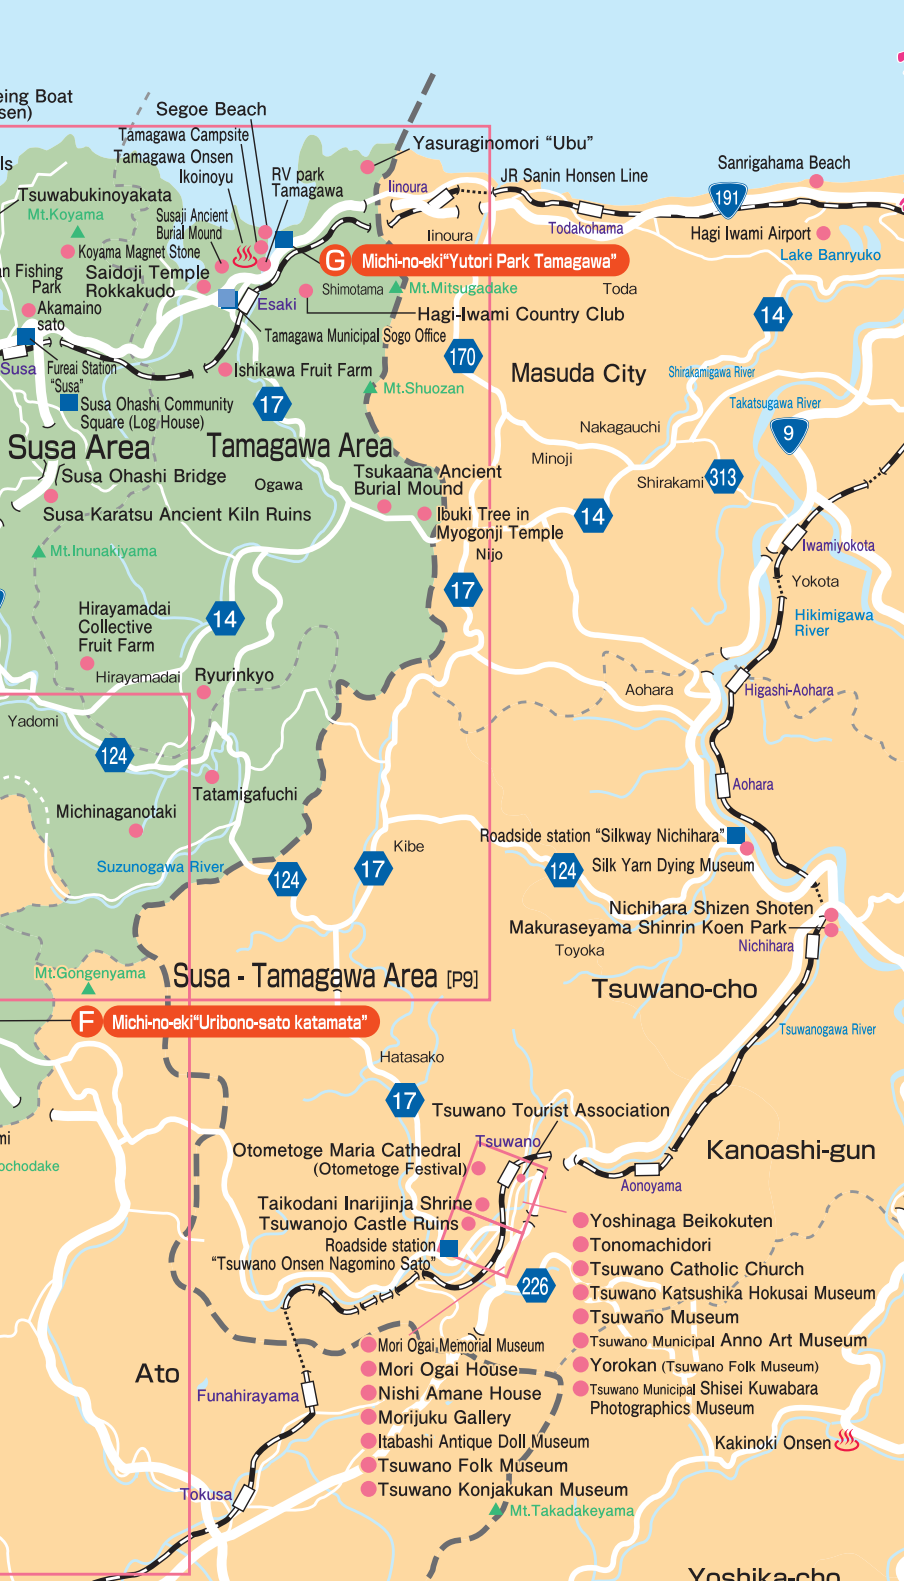 eing Boat
sen)
Segoe Beach
Tamagawa Campsite
Tamagawa Onsen
Ikoinoyu
Yasuraginomori “Ubu”
ls
RV park
Tamagawa
Iinoura
JR Sanin Honsen Line
Sanrigahama Beach
Tsuwabukinoyakata
Mt.Koyama
Susaji Ancient
Burial Mound
191
Iinoura
Todakohama
Hagi Iwami Airport
Lake Banryuko
Koyama Magnet Stone
G
Michi-no-eki“Yutori Park Tamagawa”
an Fishing
Park
Saidoji Temple
Rokkakudo
Shimotama
Mt.Mitsugadake
Toda
Akamaino
sato
Esaki
Hagi-Iwami Country Club
14
Tamagawa Municipal Sogo Office
Susa
Fureai Station
“Susa”
Ishikawa Fruit Farm
170
Masuda City
Shirakamigawa River
Mt.Shuozan
Susa Ohashi Community
Square (Log House)
17
Takatsugawa River
9
Susa Area
Tamagawa Area
Nakagauchi
Minoji
Susa Ohashi Bridge
Ogawa
Tsukaana Ancient
Burial Mound
Shirakami
313
Susa Karatsu Ancient Kiln Ruins
Ibuki Tree in
Myogonji Temple
14
Mt.Inunakiyama
Nijo
Iwamiyokota
Yokota
17
Hirayamadai
Collective
Fruit Farm
14
Hikimigawa
River
Hirayamadai
Ryurinkyo
Aohara
Higashi-Aohara
Yadomi
124
Tatamigafuchi
Aohara
Michinaganotaki
Roadside station “Silkway Nichihara”
Kibe
Suzunogawa River
124
17
124
Silk Yarn Dying Museum
Nichihara Shizen Shoten
Makuraseyama Shinrin Koen Park
Toyoka
Nichihara
Mt.Gongenyama
Susa - Tamagawa Area [P9]
Tsuwano-cho
F
Michi-no-eki“Uribono-sato katamata”
Tsuwanogawa River
Hatasako
17
Tsuwano Tourist Association
mi
Otometoge Maria Cathedral
(Otometoge Festival)
Tsuwano
Kanoashi-gun
ochodake
Aonoyama
Taikodani Inarijinja Shrine
Tsuwanojo Castle Ruins
Roadside station
“Tsuwano Onsen Nagomino Sato”
226
Yoshinaga Beikokuten
Tonomachidori
Tsuwano Catholic Church
Tsuwano Katsushika Hokusai Museum
Tsuwano Museum
Tsuwano Municipal Anno Art Museum
Yorokan (Tsuwano Folk Museum)
Tsuwano Municipal Shisei Kuwabara
Photographics Museum
Mori Ogai Memorial Museum
Mori Ogai House
Nishi Amane House
Morijuku Gallery
Itabashi Antique Doll Museum
Tsuwano Folk Museum
Tsuwano Konjakukan Museum
Ato
Funahirayama
Kakinoki Onsen
Tokusa
Mt.Takadakeyama
Yoshika-cho